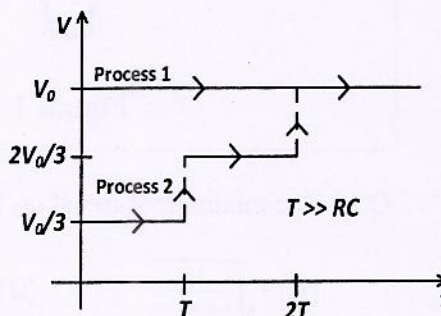 V
V₀
Process 1
2V₀/3
Process 2
V₀/3
T >> RC
T
2T